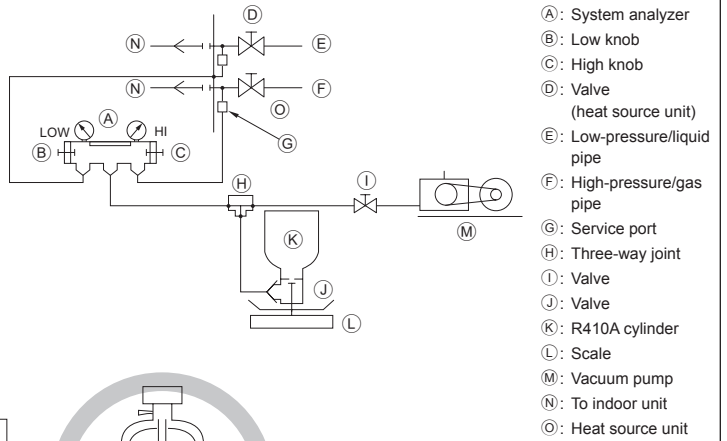 Ⓓ
Ⓝ Ⓔ
Ⓝ Ⓕ
Ⓞ
Ⓐ
LOW HI
Ⓖ
Ⓑ Ⓒ
Ⓗ Ⓘ
Ⓜ
Ⓚ
Ⓙ
Ⓛ
Ⓐ: System analyzer
Ⓑ: Low knob
Ⓒ: High knob
Ⓓ: Valve
(heat source unit)
Ⓔ: Low-pressure/liquid
pipe
Ⓕ: High-pressure/gas
pipe
Ⓖ: Service port
Ⓗ: Three-way joint
Ⓘ: Valve
Ⓙ: Valve
Ⓚ: R410A cylinder
Ⓛ: Scale
Ⓜ: Vacuum pump
Ⓝ: To indoor unit
Ⓞ: Heat source unit